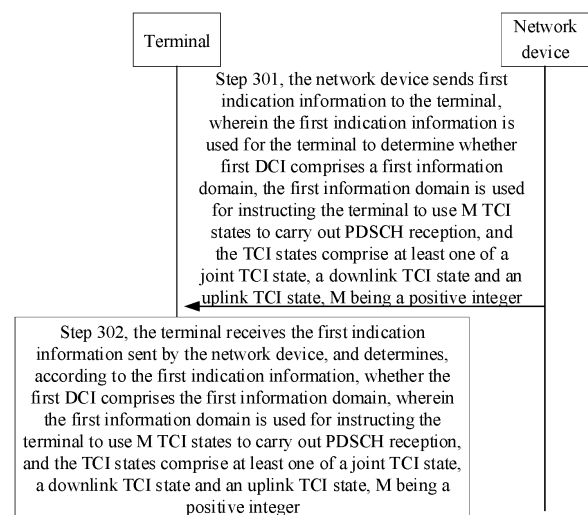 Terminal
Network
device
Step 301, the network device sends first
indication information to the terminal,
wherein the first indication information is
used for the terminal to determine whether
first DCI comprises a first information
domain, the first information domain is used
for instructing the terminal to use M TCI
states to carry out PDSCH reception, and
the TCI states comprise at least one of a
joint TCI state, a downlink TCI state and an
uplink TCI state, M being a positive integer
Step 302, the terminal receives the first indication
information sent by the network device, and determines,
according to the first indication information, whether the
first DCI comprises the first information domain, wherein
the first information domain is used for instructing the
terminal to use M TCI states to carry out PDSCH reception,
and the TCI states comprise at least one of a joint TCI state,
a downlink TCI state and an uplink TCI state, M being a
positive integer